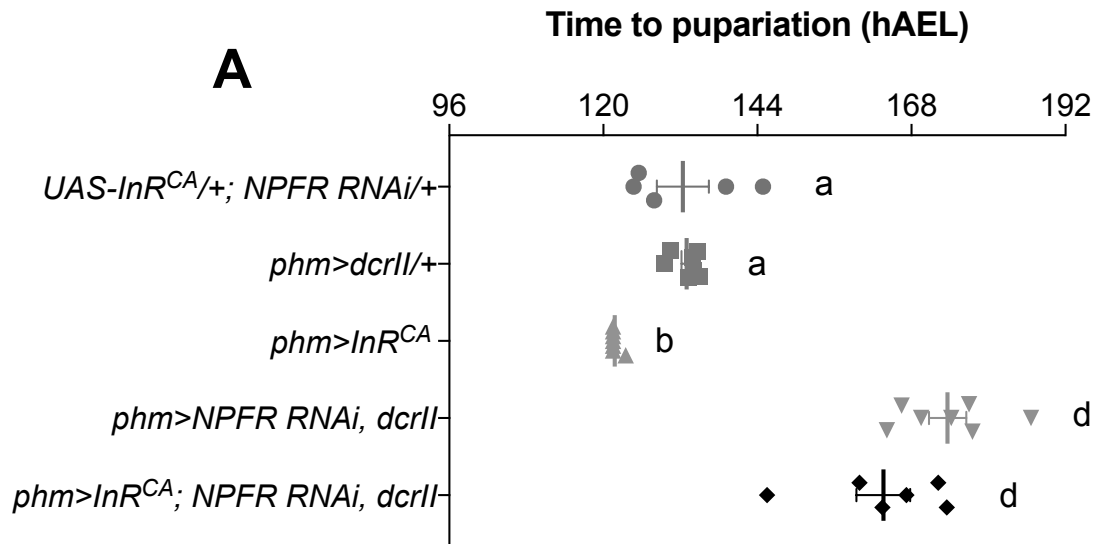 Time to pupariation (hAEL)
A
96 120 144 168 192
UAS-InR^CA/+; NPFR RNAi/+ a
phm>dcrII/+ a
phm>InR^CA b
phm>NPFR RNAi, dcrII d
phm>InR^CA; NPFR RNAi, dcrII d